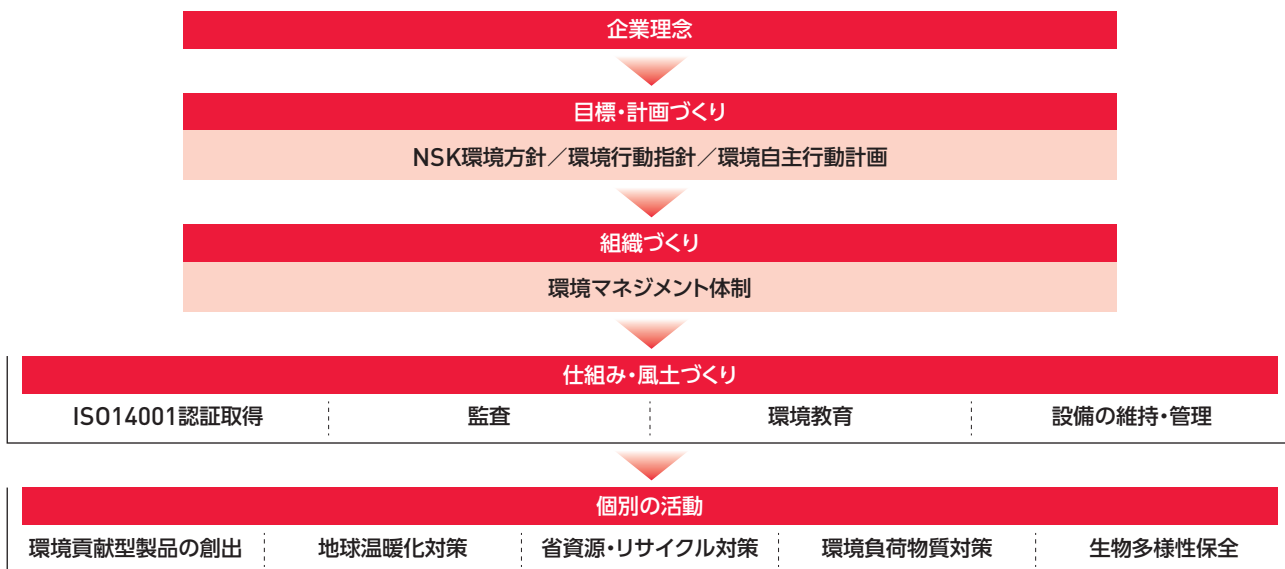 企業理念
目標・計画づくり
NSK環境方針／環境行動指針／環境自主行動計画
組織づくり
環境マネジメント体制
仕組み・風土づくり
ISO14001認証取得 監査 環境教育 設備の維持・管理
個別の活動
環境貢献型製品の創出 地球温暖化対策 省資源・リサイクル対策 環境負荷物質対策 生物多様性保全